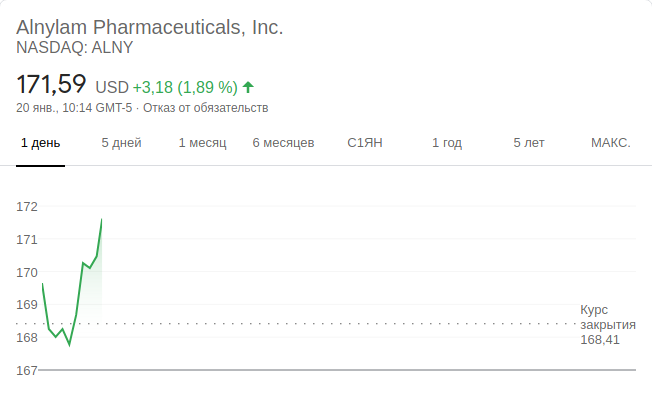 Alnylam Pharmaceuticals, Inc.
NASDAQ: ALNY
171,59 USD +3,18 (1,89 %)
20 янв., 10:14 GMT-5 · Отказ от обязательств
1 день 5 дней 1 месяц 6 месяцев С1ЯН 1 год 5 лет МАКС.
172
171
170
169
168
167
Курс
закрытия
168,41